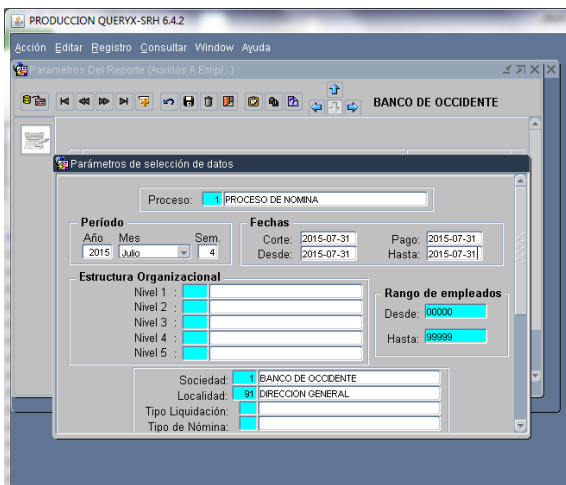 PRODUCCION QUERYX-SRH 6.4.2
Acción Editar Registro Consultar Window Ayuda
Parametros Del Reporte (Auxilios A Empl...)
BANCO DE OCCIDENTE
Parámetros de selección de datos
Proceso: 1 PROCESO DE NOMINA
Período Fechas
Año Mes Sem. Corte: 2015-07-31 Pago: 2015-07-31
2015 Julio 4 Desde: 2015-07-31 Hasta: 2015-07-31
Estructura Organizacional
Nivel 1 : Rango de empleados
Nivel 2 : Desde: 00000
Nivel 3 :
Nivel 4 : Hasta: 99999
Nivel 5 :
Sociedad: 1 BANCO DE OCCIDENTE
Localidad: 91 DIRECCION GENERAL
Tipo Liquidación:
Tipo de Nómina: